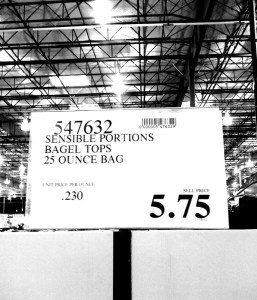 547632
SENSIBLE PORTIONS
BAGEL TOPS
25 OUNCE BAG
UNIT PRICE PER OUNCE
.230
SELL PRICE
5.75